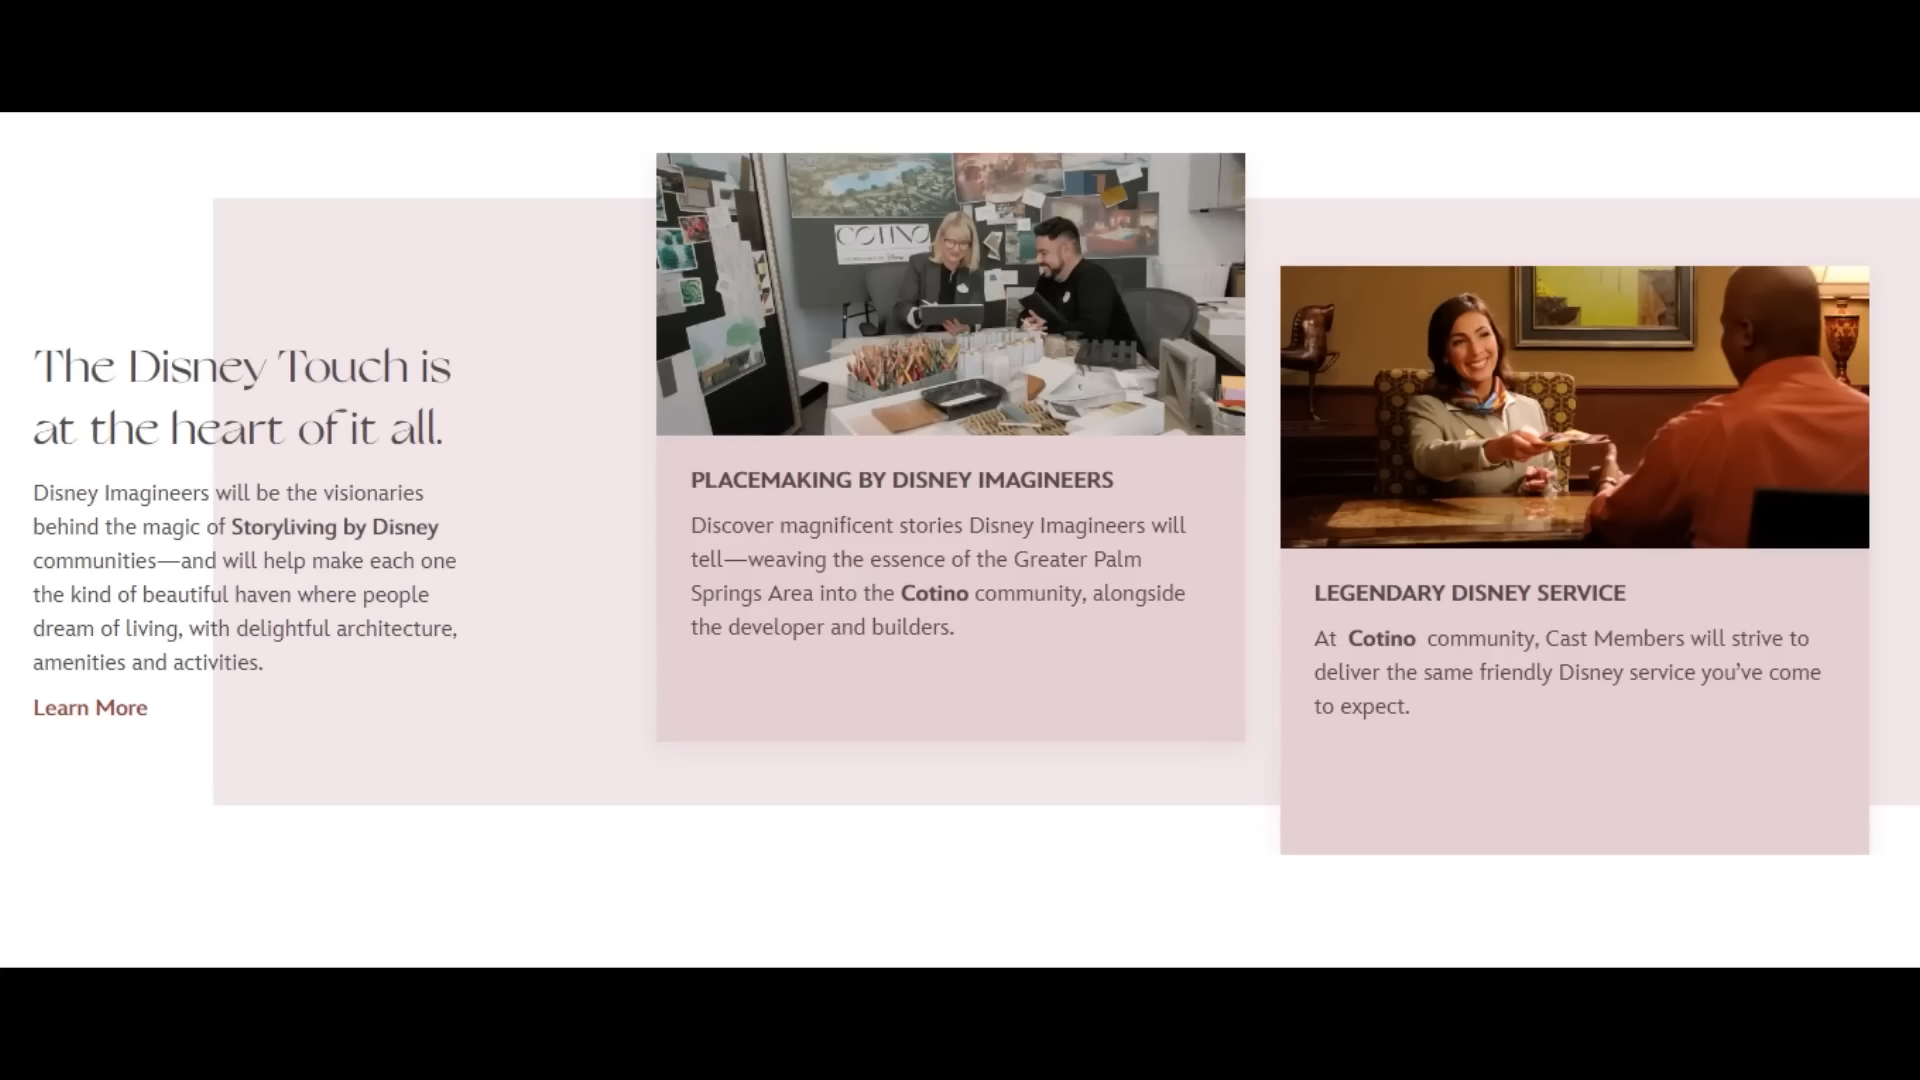 The Disney Touch is
at the heart of it all.
Disney Imagineers will be the visionaries
behind the magic of Storyliving by Disney
communities—and will help make each one
the kind of beautiful haven where people
dream of living, with delightful architecture,
amenities and activities.
Learn More
COTINO
PLACEMAKING BY DISNEY IMAGINEERS
Discover magnificent stories Disney Imagineers will
tell—weaving the essence of the Greater Palm
Springs Area into the Cotino community, alongside
the developer and builders.
LEGENDARY DISNEY SERVICE
At Cotino community, Cast Members will strive to
deliver the same friendly Disney service you’ve come
to expect.